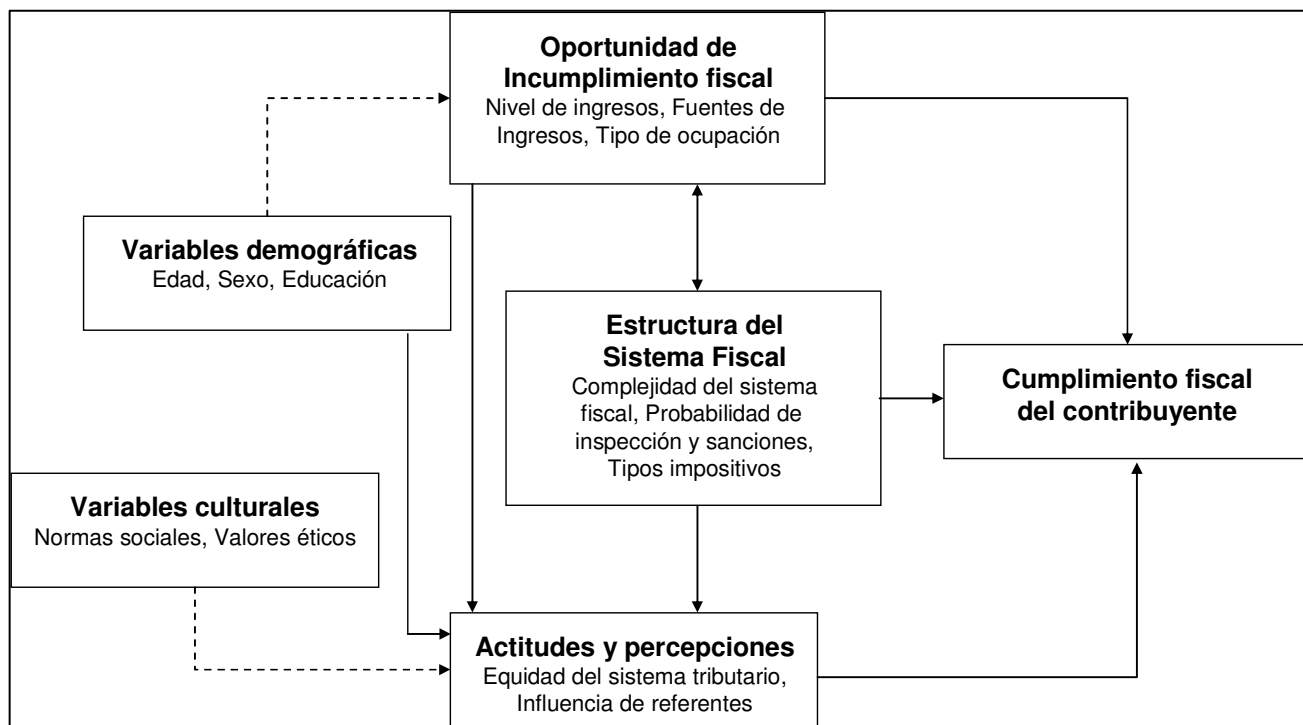 Oportunidad de
Incumplimiento fiscal
Nivel de ingresos, Fuentes de
Ingresos, Tipo de ocupación
Variables demográficas
Edad, Sexo, Educación
Estructura del
Sistema Fiscal
Complejidad del sistema
fiscal, Probabilidad de
inspección y sanciones,
Tipos impositivos
Cumplimiento fiscal
del contribuyente
Variables culturales
Normas sociales, Valores éticos
Actitudes y percepciones
Equidad del sistema tributario,
Influencia de referentes